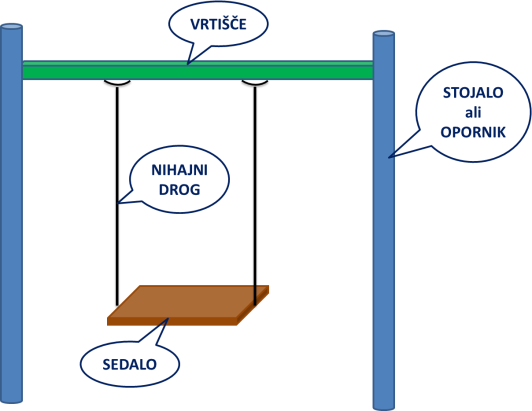 VRTIŠČE
STOJALO
ali
OPORNIK
NIHAJNI
DROG
SEDALO